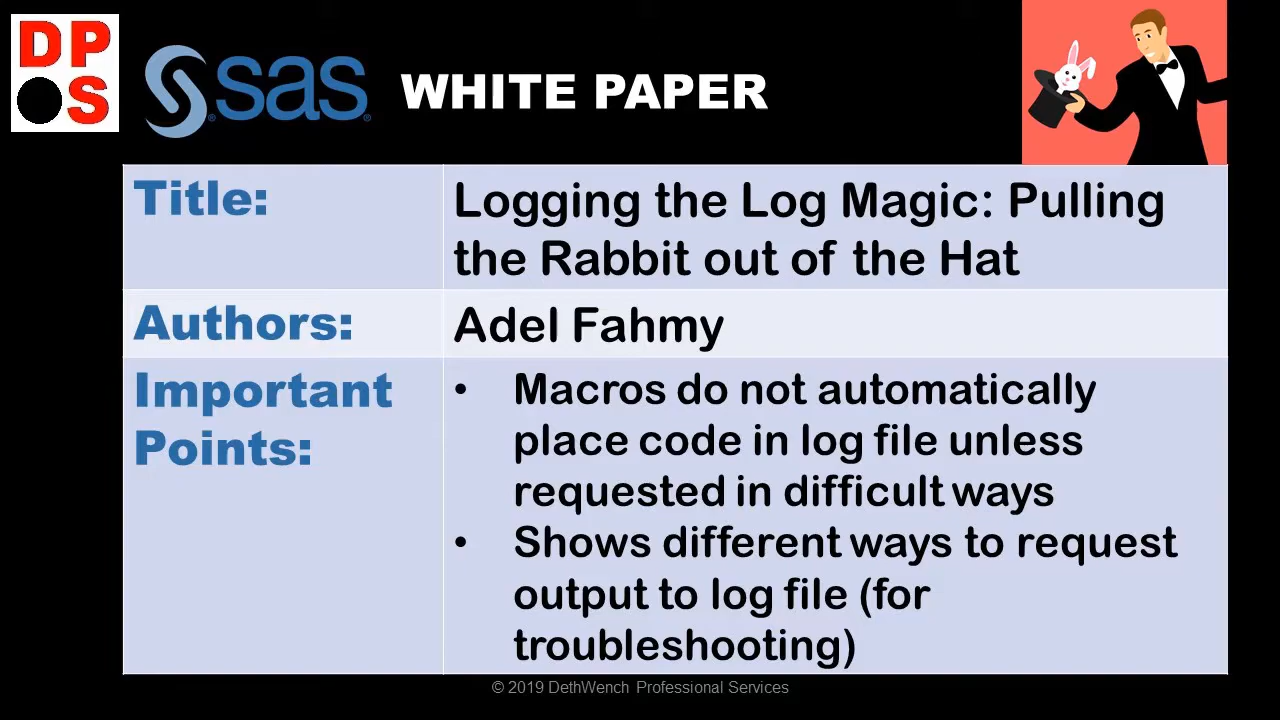 DP
S
sas
WHITE PAPER
Title:
Logging the Log Magic: Pulling
the Rabbit out of the Hat
Authors:
Adel Fahmy
Important
Points:
• Macros do not automatically
place code in log file unless
requested in difficult ways
• Shows different ways to request
output to log file (for
troubleshooting)
© 2019 DethWench Professional Services